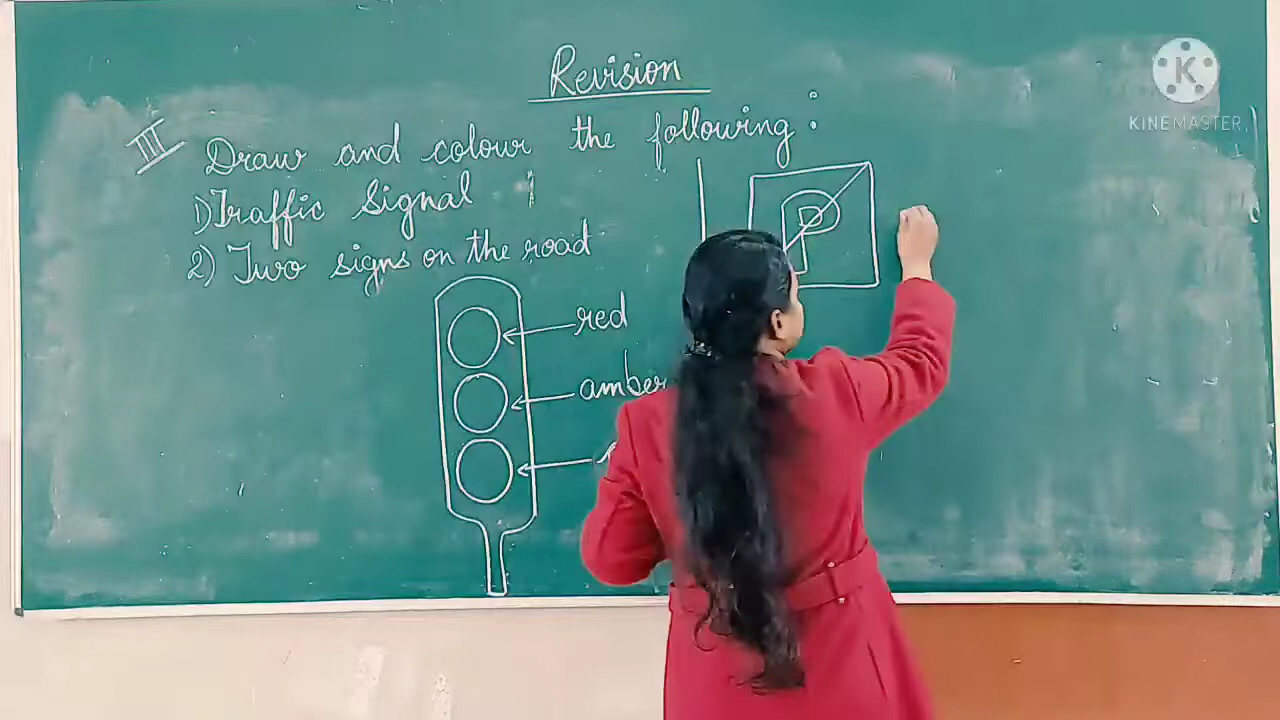 Revision
III Draw and colour the following :
1) Traffic Signal
2) Two signs on the road
red
amber
P
K
KINEMASTER